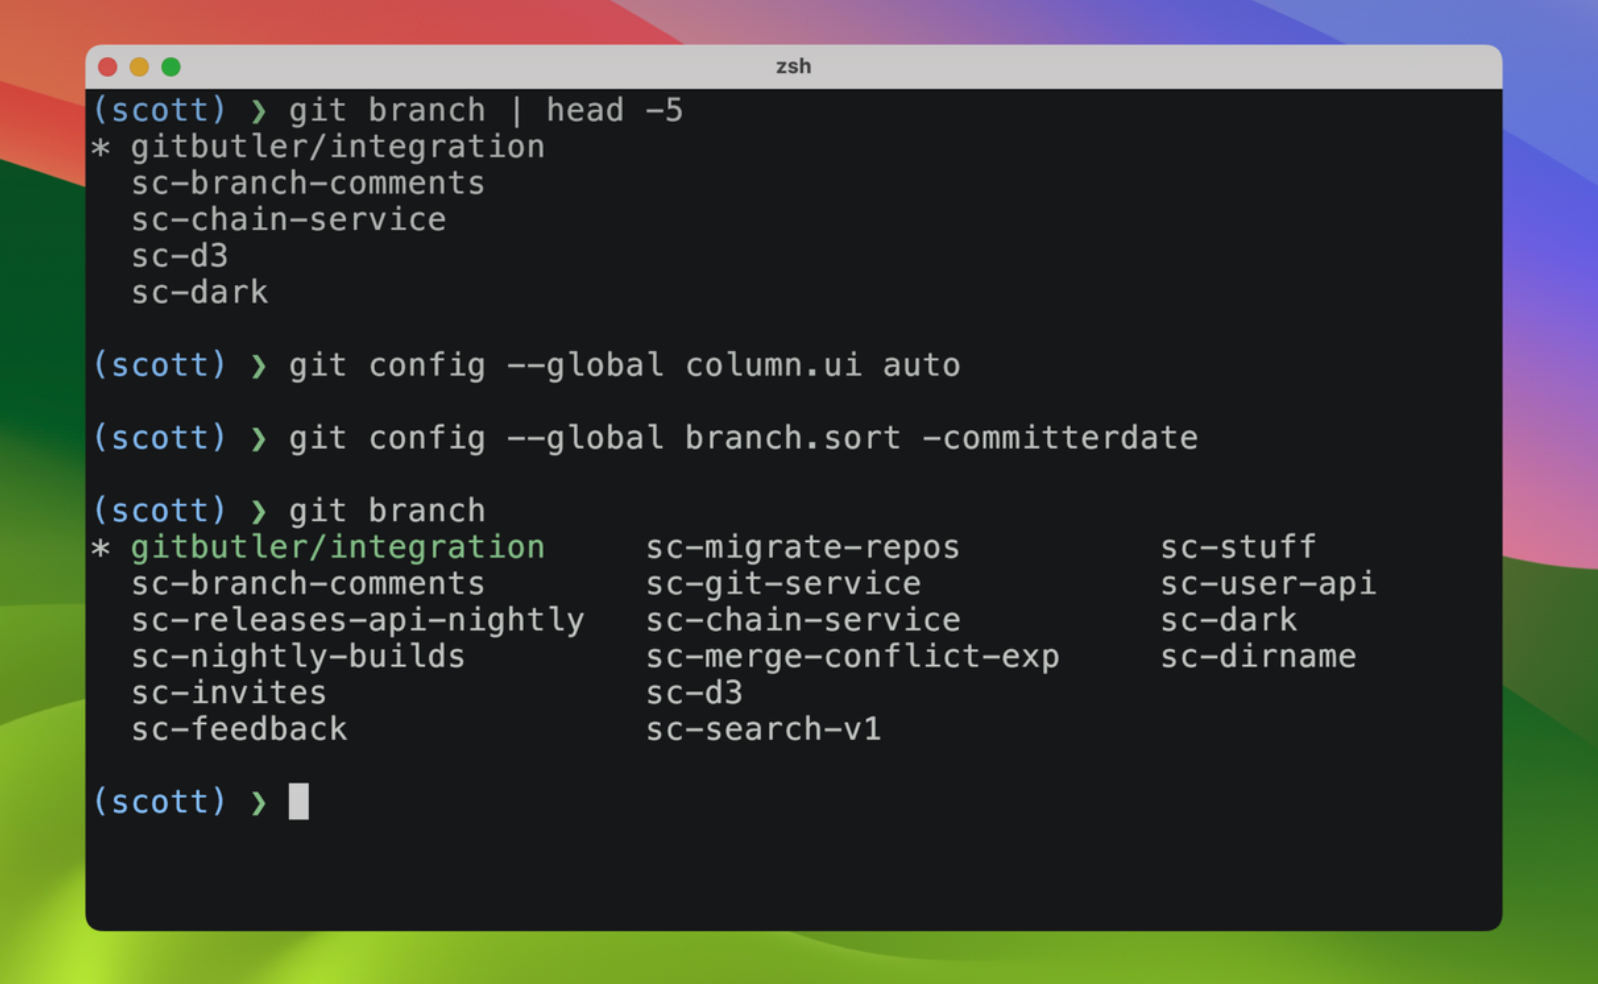 zsh
(scott) ❯ git branch | head -5
* gitbutler/integration
  sc-branch-comments
  sc-chain-service
  sc-d3
  sc-dark
(scott) ❯ git config --global column.ui auto
(scott) ❯ git config --global branch.sort -committerdate
(scott) ❯ git branch
* gitbutler/integration     sc-migrate-repos          sc-stuff
  sc-branch-comments        sc-git-service            sc-user-api
  sc-releases-api-nightly   sc-chain-service          sc-dark
  sc-nightly-builds         sc-merge-conflict-exp     sc-dirname
  sc-invites                sc-d3
  sc-feedback               sc-search-v1
(scott) ❯